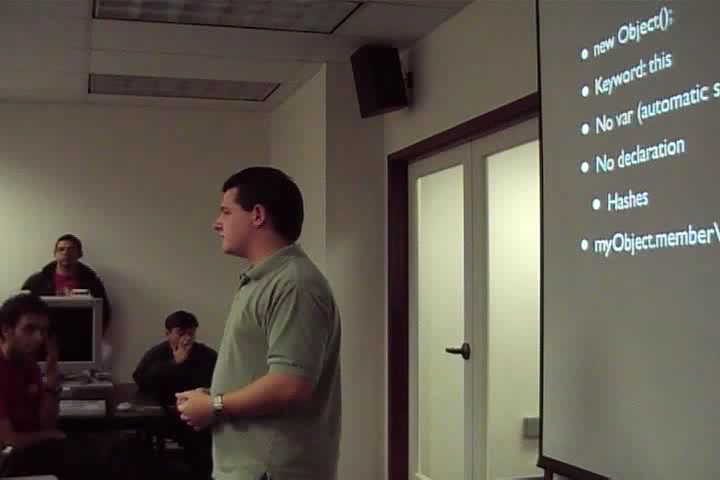 new Object();
Keyword: this
No var (automatic s
No declaration
Hashes
myObject.member